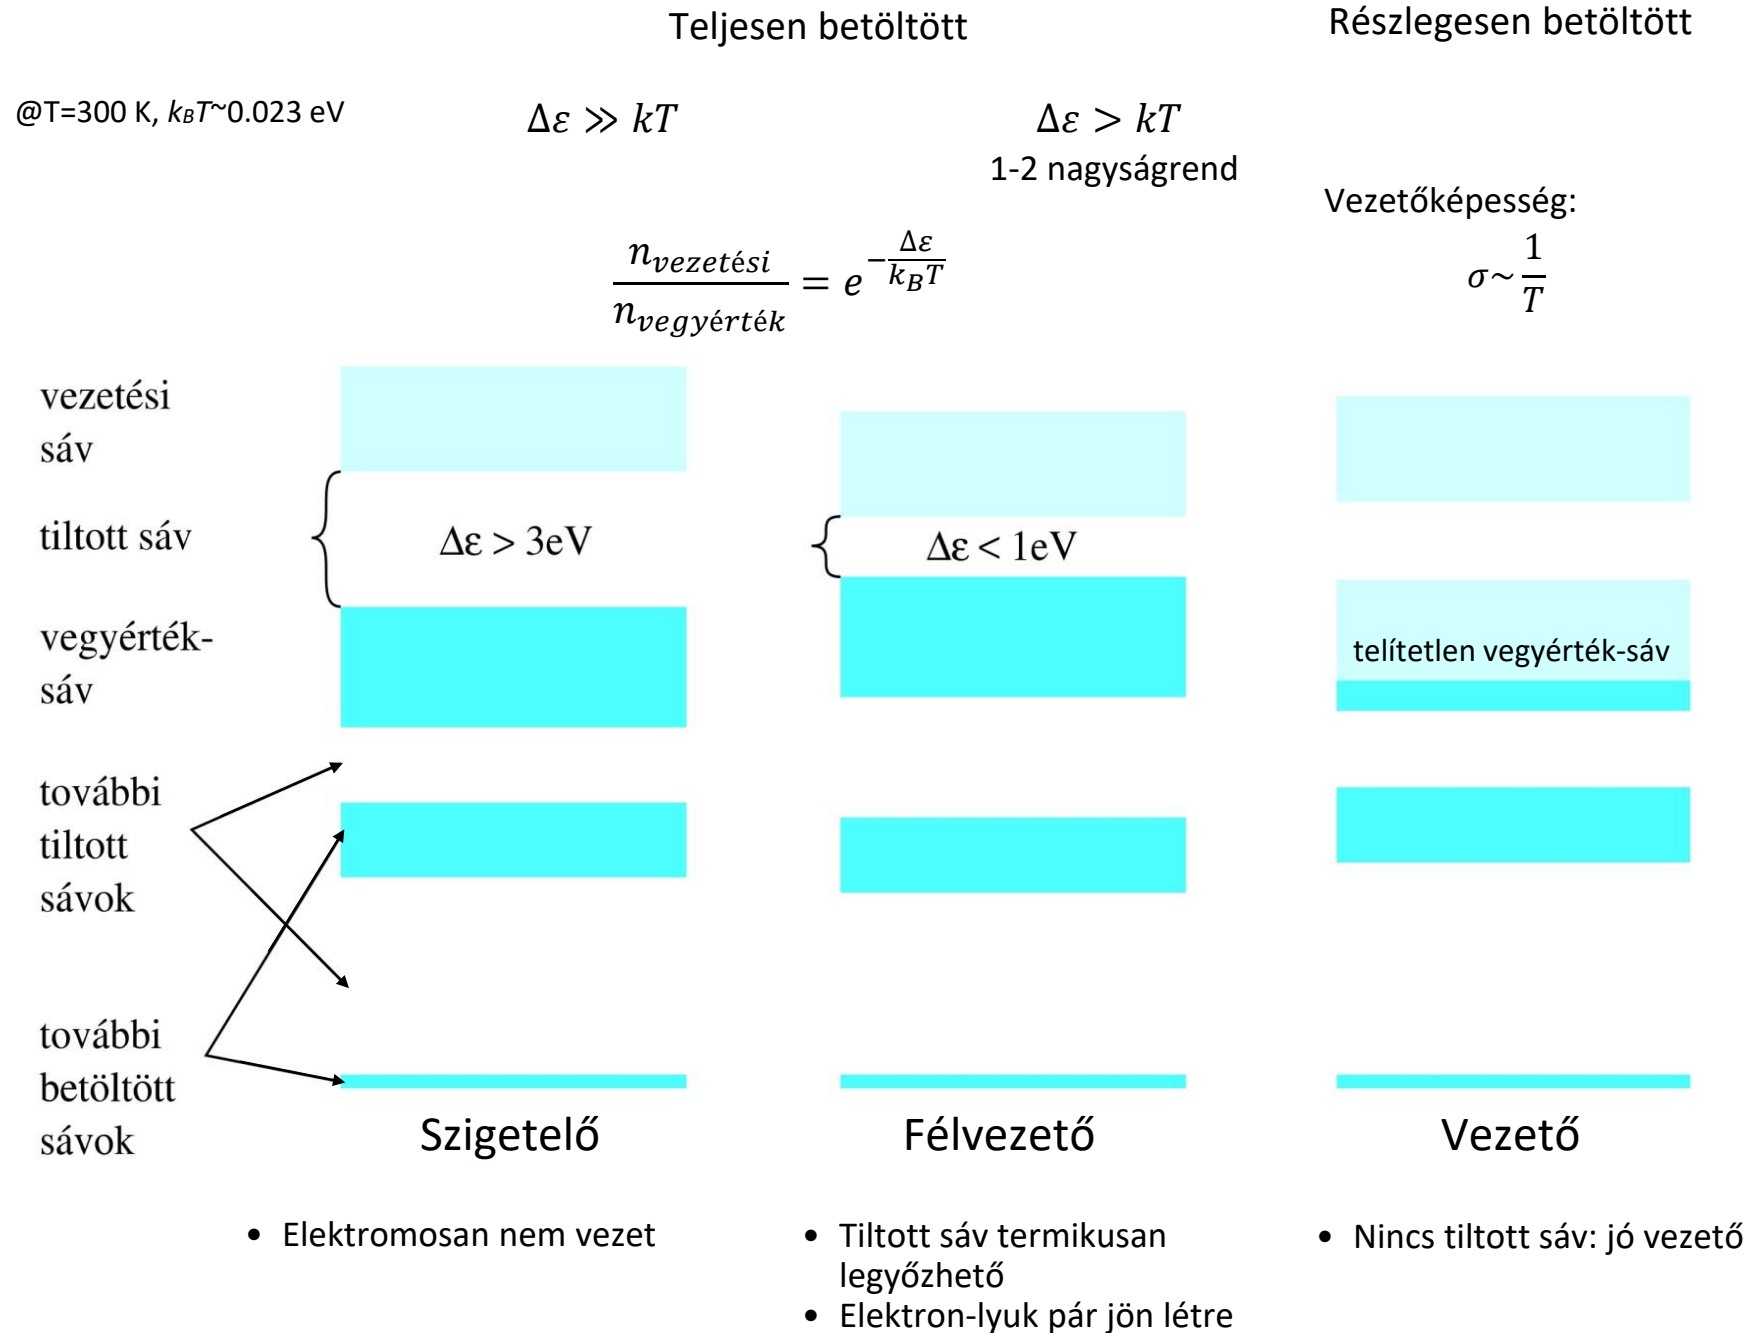 Teljesen betöltött
Részlegesen betöltött
@T=300 K, kBT~0.023 eV
Δε ≫ kT
Δε > kT
1-2 nagyságrend
Vezetőképesség:
n_vezetési / n_vegyérték = e^(-Δε/(k_B T))
σ~ 1/T
vezetési
sáv
tiltott sáv
Δε > 3eV
Δε < 1eV
vegyérték-
sáv
telítetlen vegyérték-sáv
további
tiltott
sávok
további
betöltött
sávok
Szigetelő
Félvezető
Vezető
• Elektromosan nem vezet
• Tiltott sáv termikusan
legyőzhető
• Elektron-lyuk pár jön létre
• Nincs tiltott sáv: jó vezető